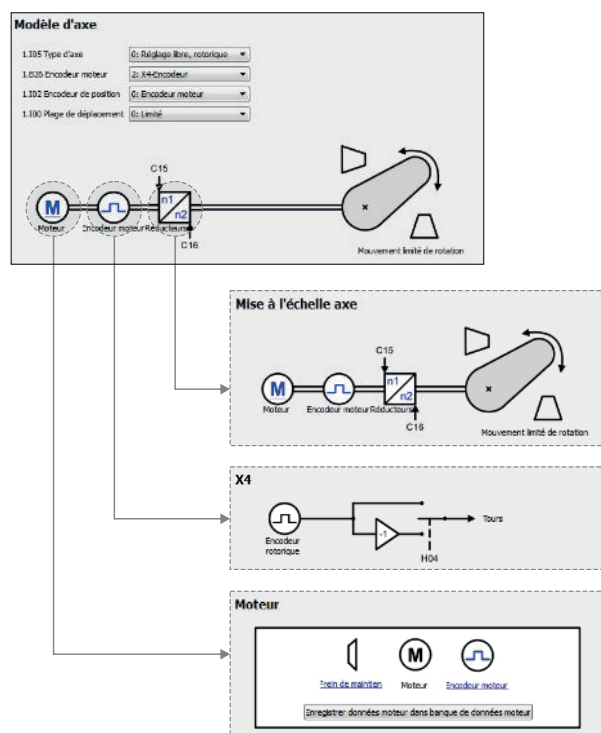 Modèle d'axe
1.I05 Type d'axe 0: Réglage libre, rotorique
1.B26 Encodeur moteur 2: X4-Encodeur
1.I02 Encodeur de position 0: Encodeur moteur
1.I00 Plage de déplacement 0: Limité
C15
M n1 n2
Moteur Encodeur moteur Réducteurs
C16
Mouvement limité de rotation
Mise à l'échelle axe
C15
M n1 n2
Moteur Encodeur moteur Réducteurs
C16
Mouvement limité de rotation
X4
-1 Tours
Encodeur
rotorique
H04
Moteur
M
Frein de maintien Moteur Encodeur moteur
Enregistrer données moteur dans banque de données moteur